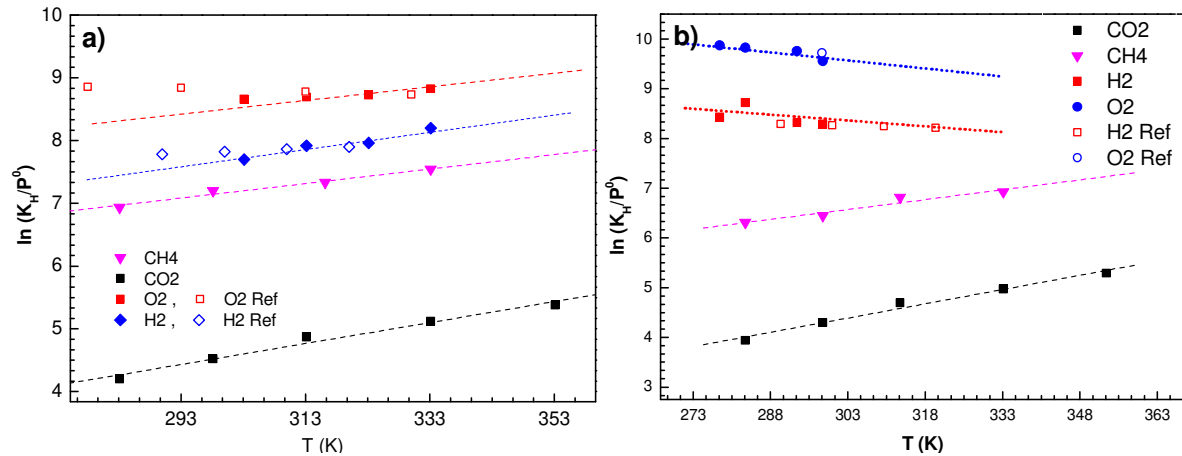 a)
10
9
8
7
6
5
4
ln (K_H/P^0)
CH4
CO2
O2 , O2 Ref
H2 , H2 Ref
293 313 333 353
T (K)
b)
10
9
8
7
6
5
4
3
ln (K_H/P^0)
CO2
CH4
H2
O2
H2 Ref
O2 Ref
273 288 303 318 333 348 363
T (K)